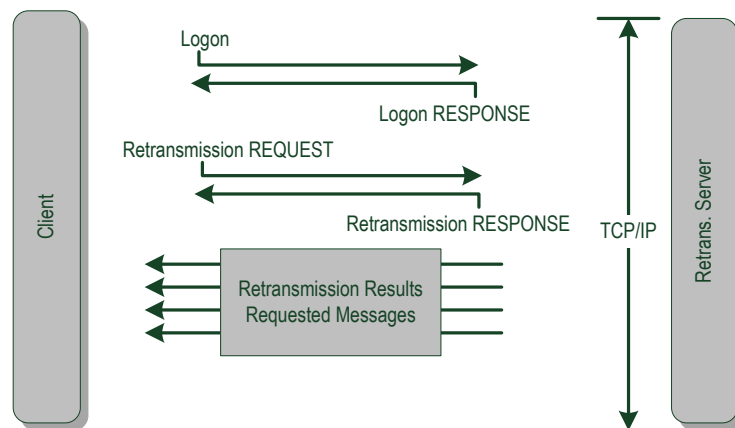 Logon
Logon RESPONSE
Retransmission REQUEST
Client
Retransmission RESPONSE
TCP/IP
Retrans. Server
Retransmission Results
Requested Messages